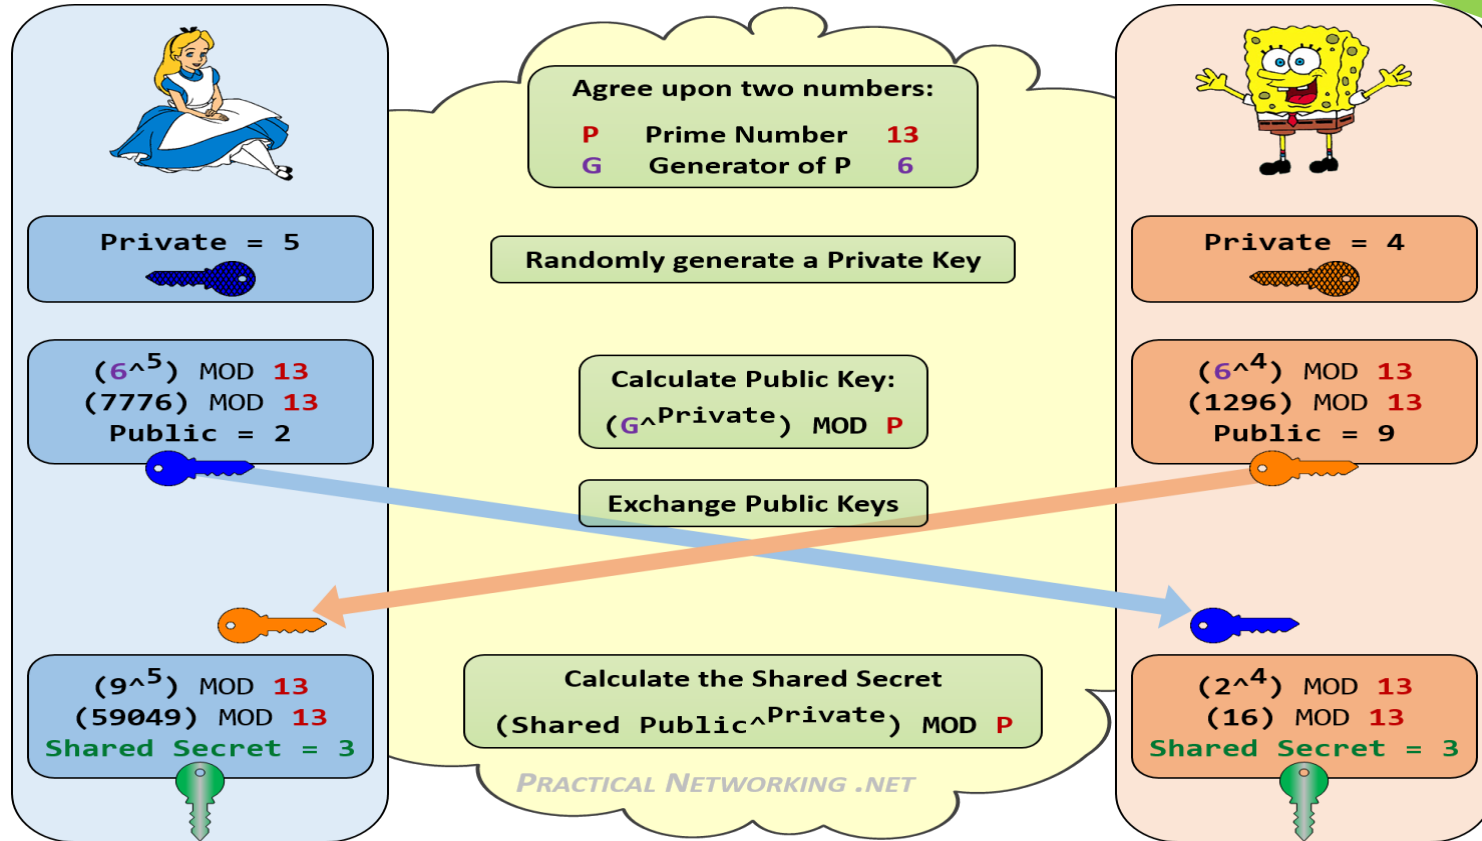 Agree upon two numbers:
P Prime Number 13
G Generator of P 6
Private = 5
Randomly generate a Private Key
Private = 4
(6^5) MOD 13
(7776) MOD 13
Public = 2
Calculate Public Key:
(G^Private) MOD P
(6^4) MOD 13
(1296) MOD 13
Public = 9
Exchange Public Keys
(9^5) MOD 13
(59049) MOD 13
Shared Secret = 3
Calculate the Shared Secret
(Shared Public^Private) MOD P
(2^4) MOD 13
(16) MOD 13
Shared Secret = 3
PRACTICAL NETWORKING .NET